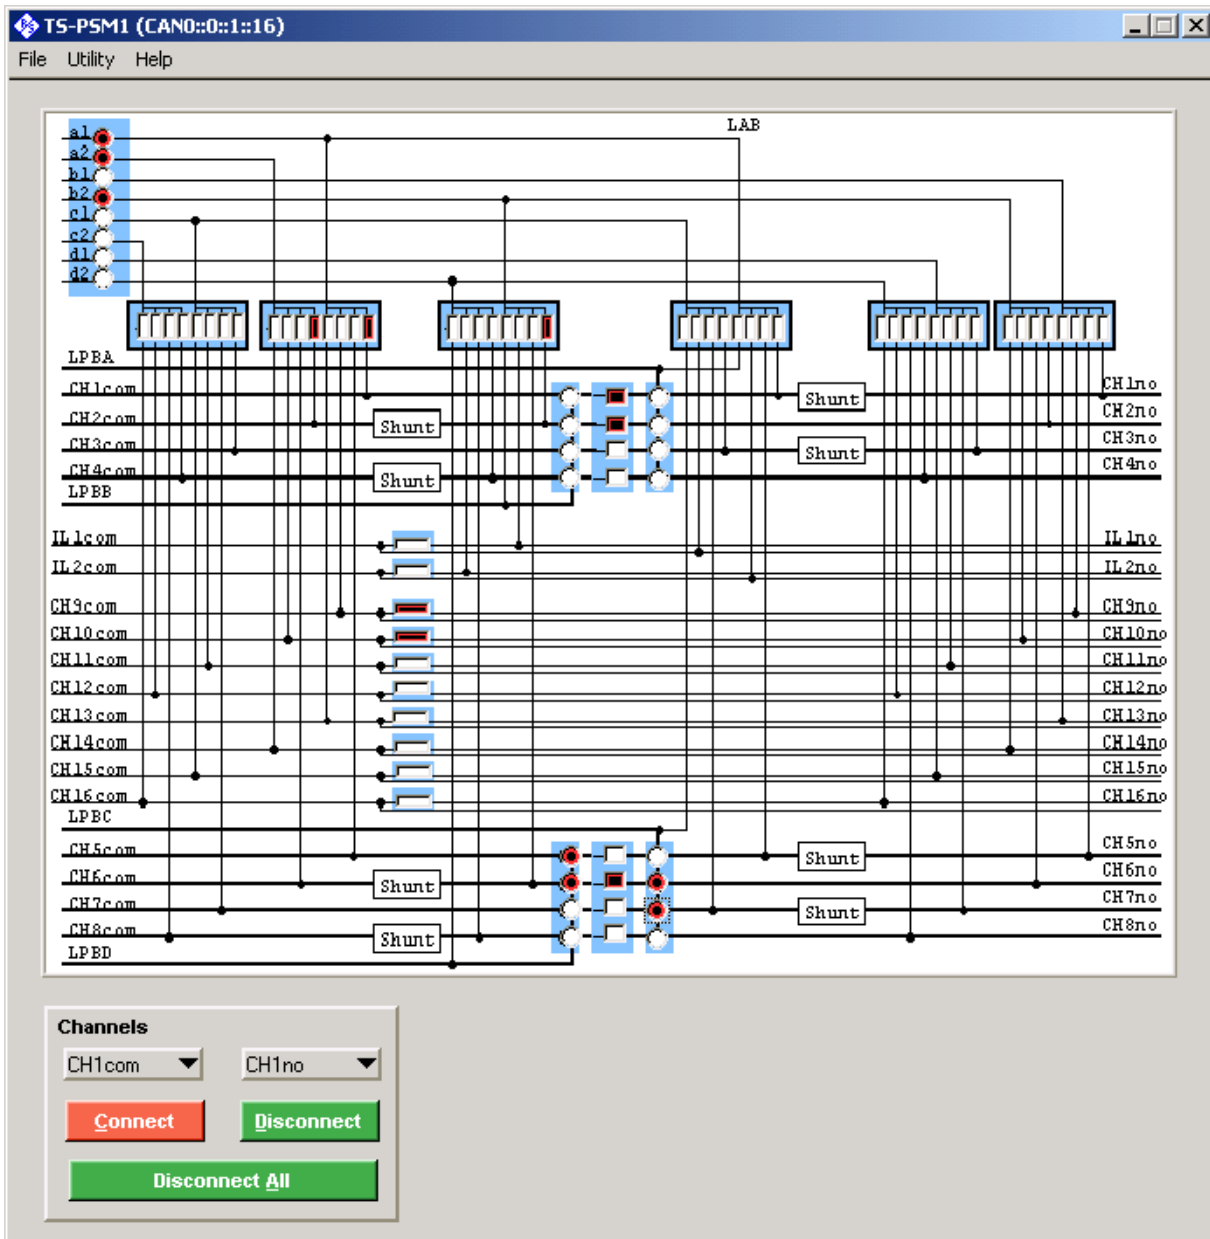 TS-PSM1 (CAN0::0::1::16)
File Utility Help
LAB
a1
a2
b1
b2
c1
c2
d1
d2
LPBA
CH1com Shunt CH1no
CH2com Shunt CH2no
CH3com Shunt CH3no
CH4com Shunt CH4no
LPBB
IL1com IL1no
IL2com IL2no
CH9com CH9no
CH10com CH10no
CH11com CH11no
CH12com CH12no
CH13com CH13no
CH14com CH14no
CH15com CH15no
CH16com CH16no
LPBC
CH5com Shunt CH5no
CH6com Shunt CH6no
CH7com Shunt CH7no
CH8com Shunt CH8no
LPBD
Channels
CH1com CH1no
Connect Disconnect
Disconnect All